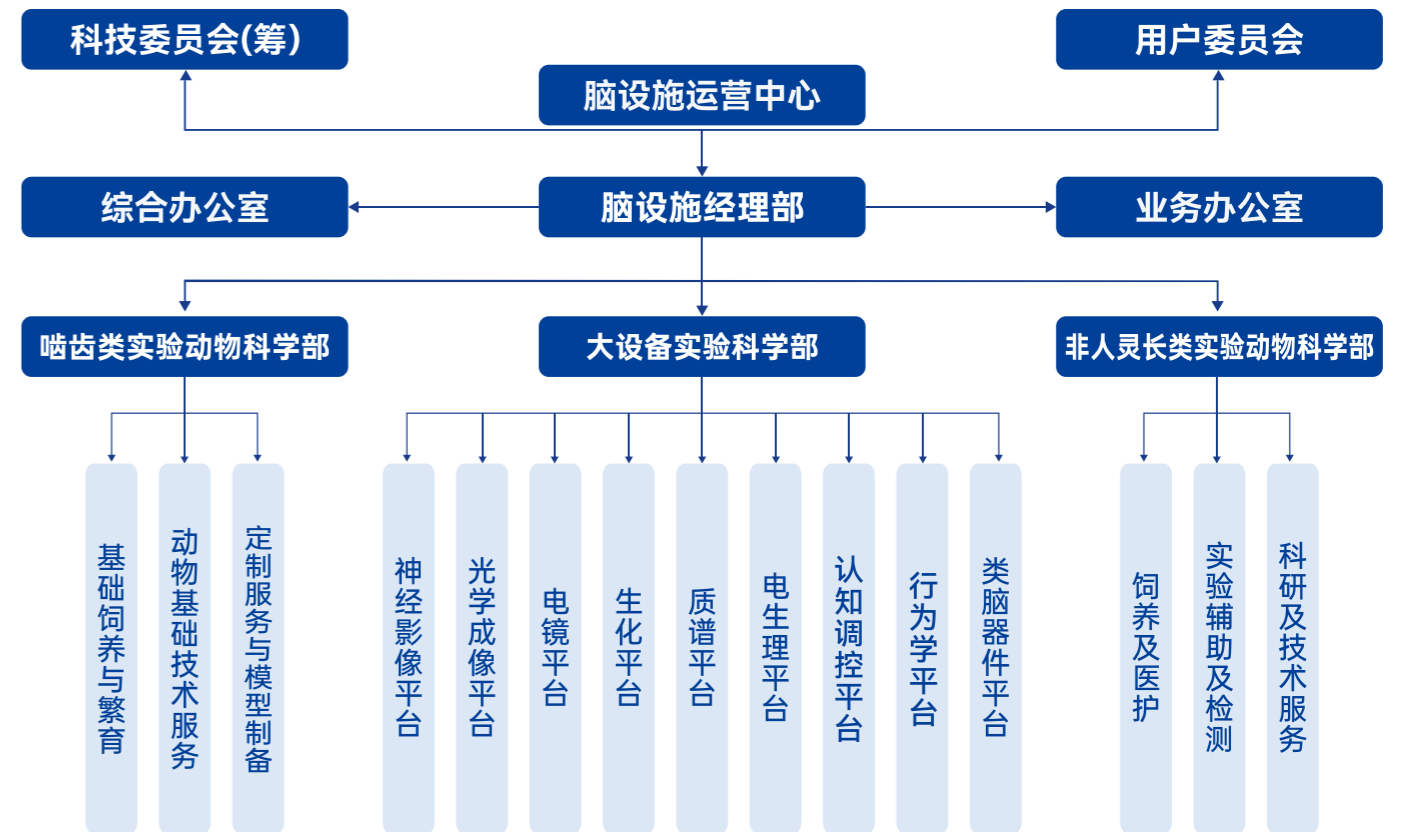 科技委员会(筹)
用户委员会
脑设施运营中心
综合办公室
脑设施经理部
业务办公室
啮齿类实验动物科学部
大设备实验科学部
非人灵长类实验动物科学部
基础饲养与繁育
动物基础技术服务
定制服务与模型制备
神经影像平台
光学成像平台
电镜平台
生化平台
质谱平台
电生理平台
认知调控平台
行为学平台
类脑器件平台
饲养及医护
实验辅助及检测
科研及技术服务